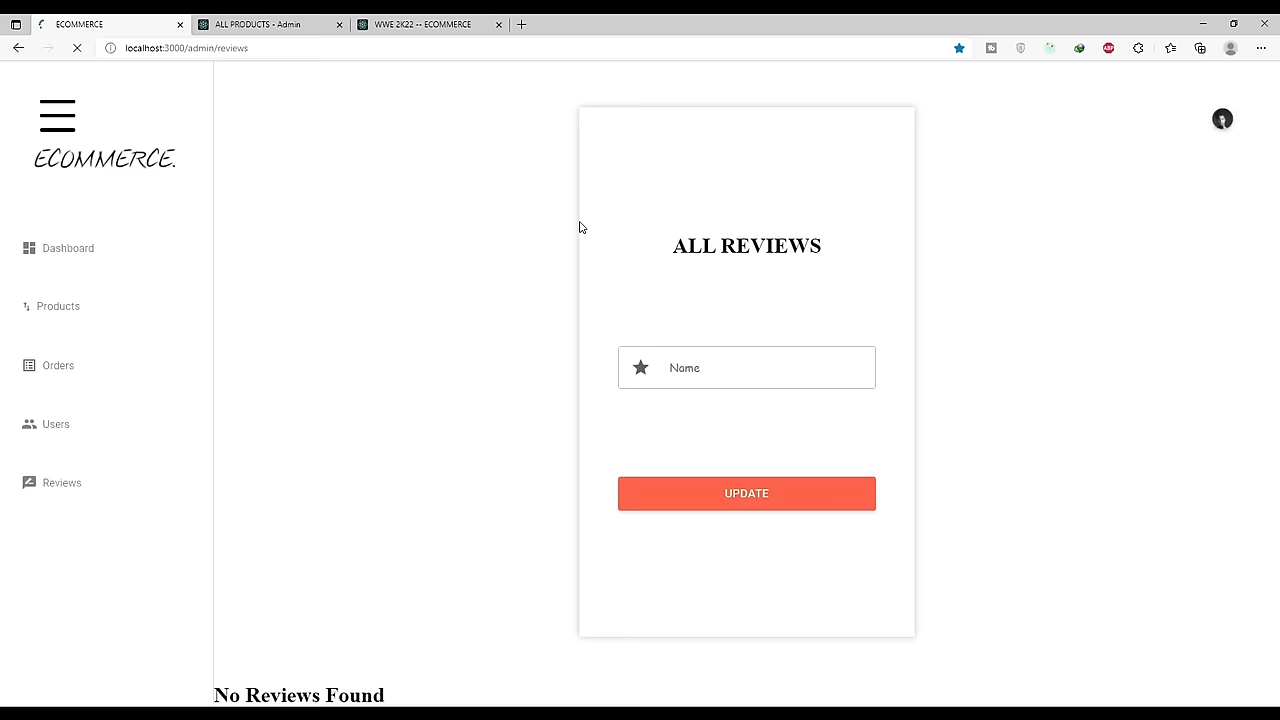 ECOMMERCE
ALL PRODUCTS - Admin
WWE 2K22 -- ECOMMERCE
localhost:3000/admin/reviews
ABP
ECOMMERCE.
Dashboard
Products
Orders
Users
Reviews
ALL REVIEWS
Name
UPDATE
No Reviews Found